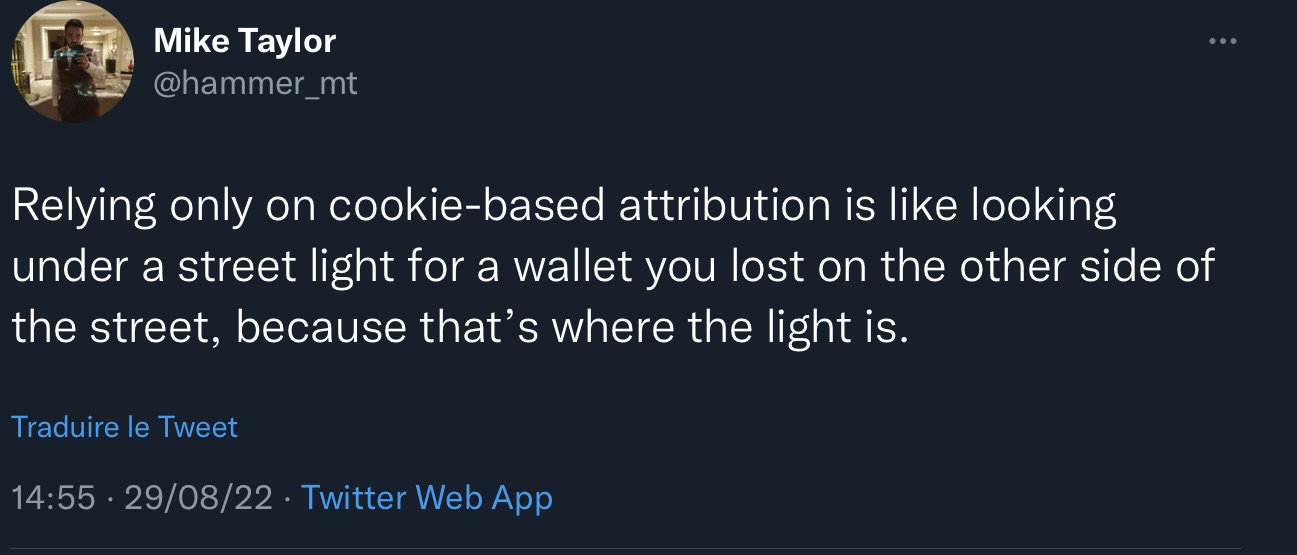 Mike Taylor
@hammer_mt
Relying only on cookie-based attribution is like looking
under a street light for a wallet you lost on the other side of
the street, because that’s where the light is.
Traduire le Tweet
14:55 · 29/08/22 · Twitter Web App